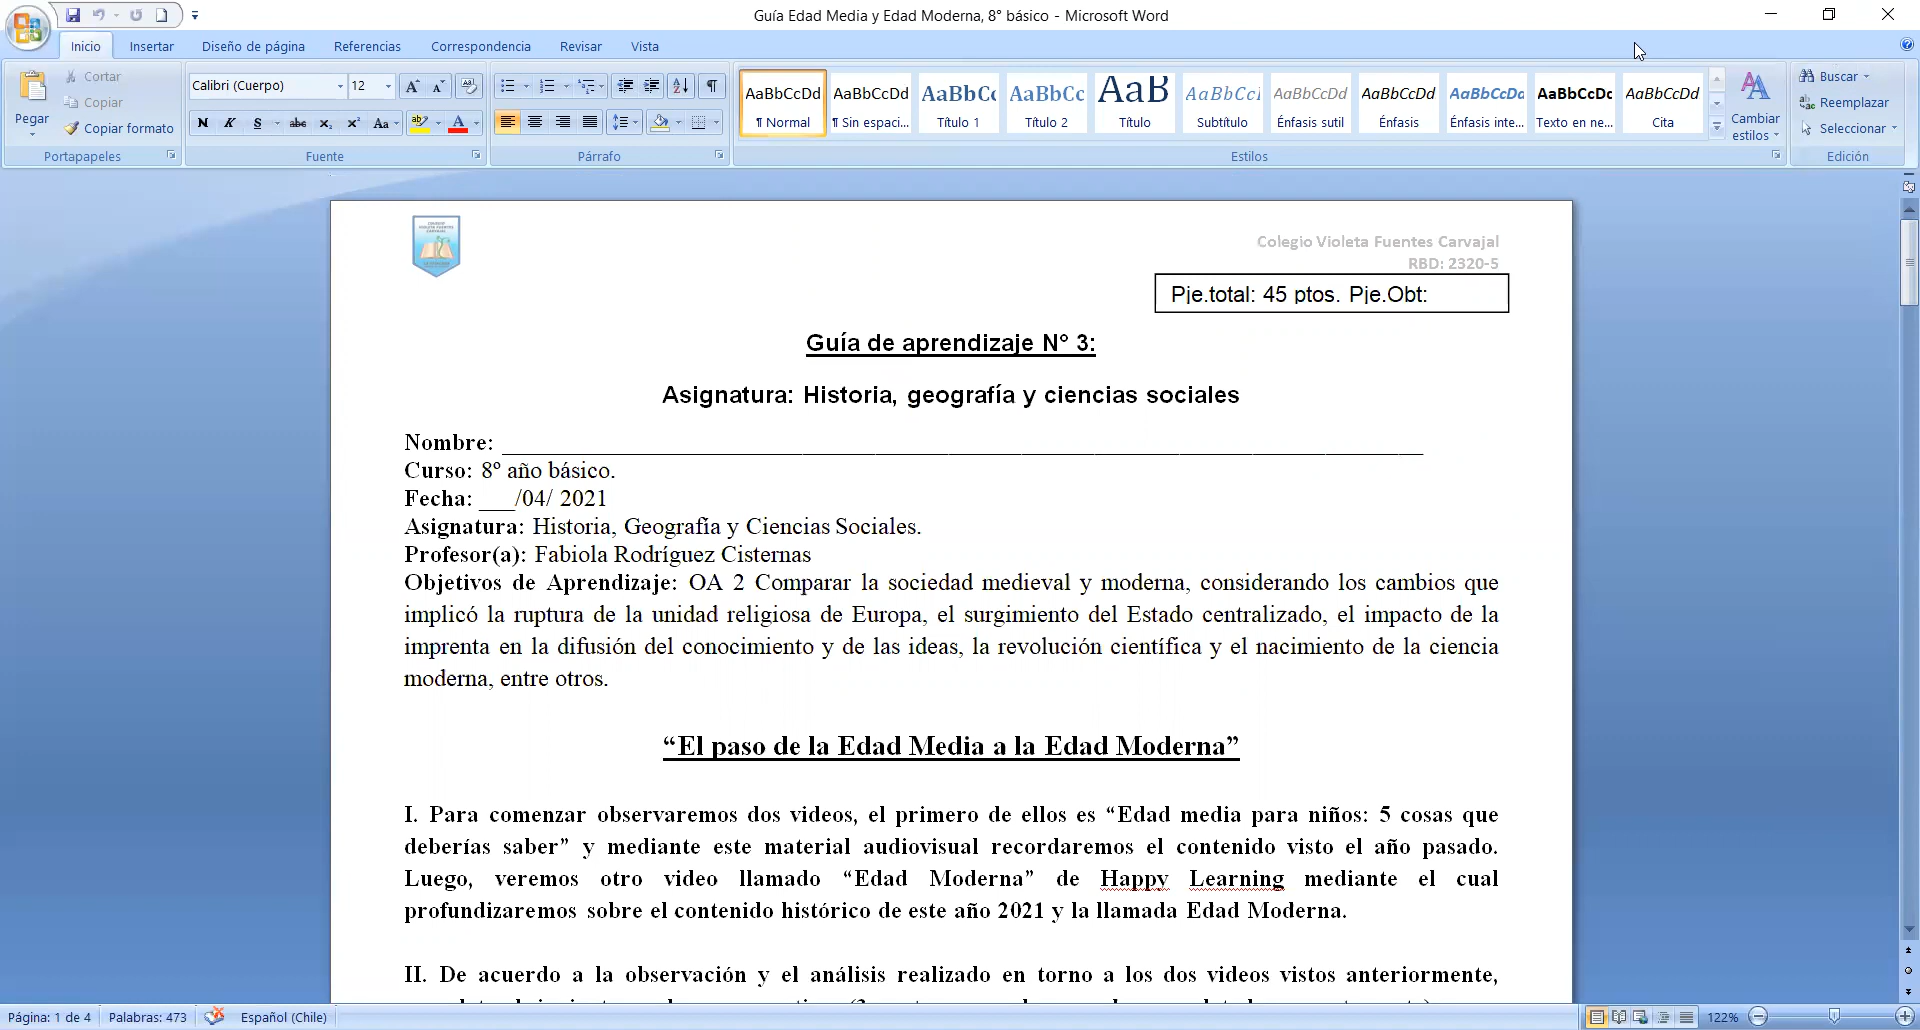 Guía Edad Media y Edad Moderna, 8° básico - Microsoft Word
Inicio Insertar Diseño de página Referencias Correspondencia Revisar Vista
Pegar
Cortar
Copiar
Copiar formato
Portapapeles
Calibri (Cuerpo) 12
N K S abc x₂ x² Aa
Fuente
Párrafo
AaBbCcDd AaBbCcDd AaBbCc AaBbCc AaB AaBbCcI AaBbCcDd AaBbCcDd AaBbCcDd AaBbCcDc AaBbCcDd
¶ Normal ¶ Sin espaci... Título 1 Título 2 Título Subtítulo Énfasis sutil Énfasis Énfasis inte... Texto en ne... Cita
Estilos
Cambiar estilos
Buscar
Reemplazar
Seleccionar
Edición
Colegio Violeta Fuentes Carvajal
RBD: 2320-5
Pje.total: 45 ptos. Pje.Obt:
Guía de aprendizaje N° 3:
Asignatura: Historia, geografía y ciencias sociales
Nombre: ___
Curso: 8º año básico.
Fecha: ___/04/ 2021
Asignatura: Historia, Geografía y Ciencias Sociales.
Profesor(a): Fabiola Rodríguez Cisternas
Objetivos de Aprendizaje: OA 2 Comparar la sociedad medieval y moderna, considerando los cambios que
implicó la ruptura de la unidad religiosa de Europa, el surgimiento del Estado centralizado, el impacto de la
imprenta en la difusión del conocimiento y de las ideas, la revolución científica y el nacimiento de la ciencia
moderna, entre otros.
“El paso de la Edad Media a la Edad Moderna”
I. Para comenzar observaremos dos videos, el primero de ellos es “Edad media para niños: 5 cosas que
deberías saber” y mediante este material audiovisual recordaremos el contenido visto el año pasado.
Luego, veremos otro video llamado “Edad Moderna” de Happy Learning mediante el cual
profundizaremos sobre el contenido histórico de este año 2021 y la llamada Edad Moderna.
II. De acuerdo a la observación y el análisis realizado en torno a los dos videos vistos anteriormente,
Página: 1 de 4 Palabras: 473 Español (Chile) 122%